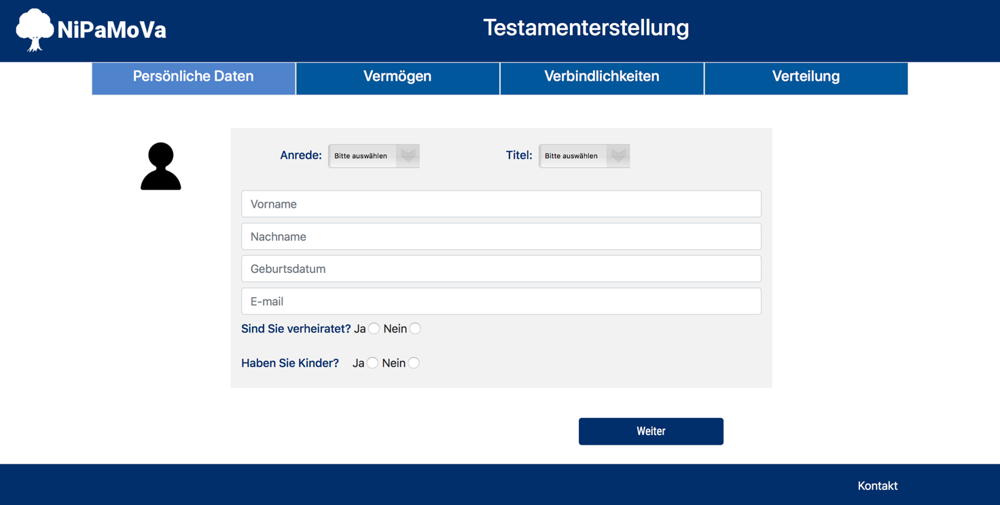 NiPaMoVa
Testamenterstellung
Persönliche Daten Vermögen Verbindlichkeiten Verteilung
Anrede: Bitte auswählen Titel: Bitte auswählen
Vorname
Nachname
Geburtsdatum
E-mail
Sind Sie verheiratet? Ja Nein
Haben Sie Kinder? Ja Nein
Weiter
Kontakt